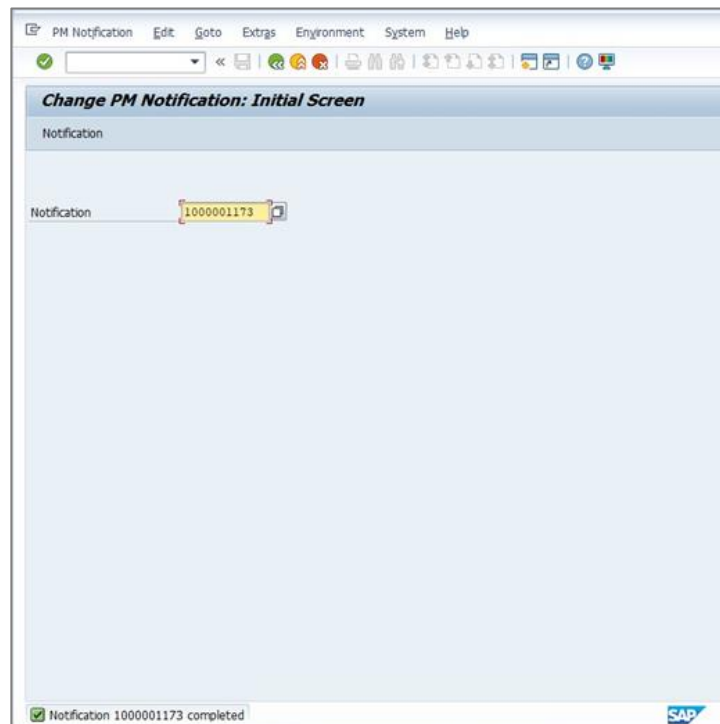 PM Notification Edit Goto Extras Environment System Help
Change PM Notification: Initial Screen
Notification
Notification 1000001173
Notification 1000001173 completed
SAP